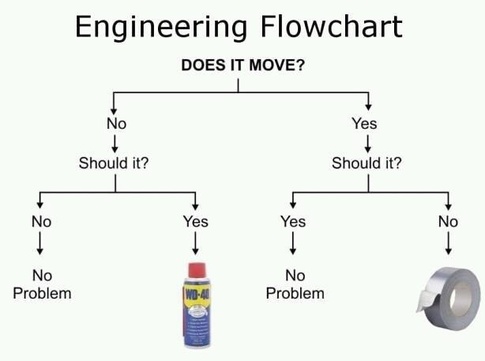 Engineering Flowchart
DOES IT MOVE?
No
Yes
Should it?
Should it?
No
Yes
Yes
No
No
Problem
No
Problem
WD-40